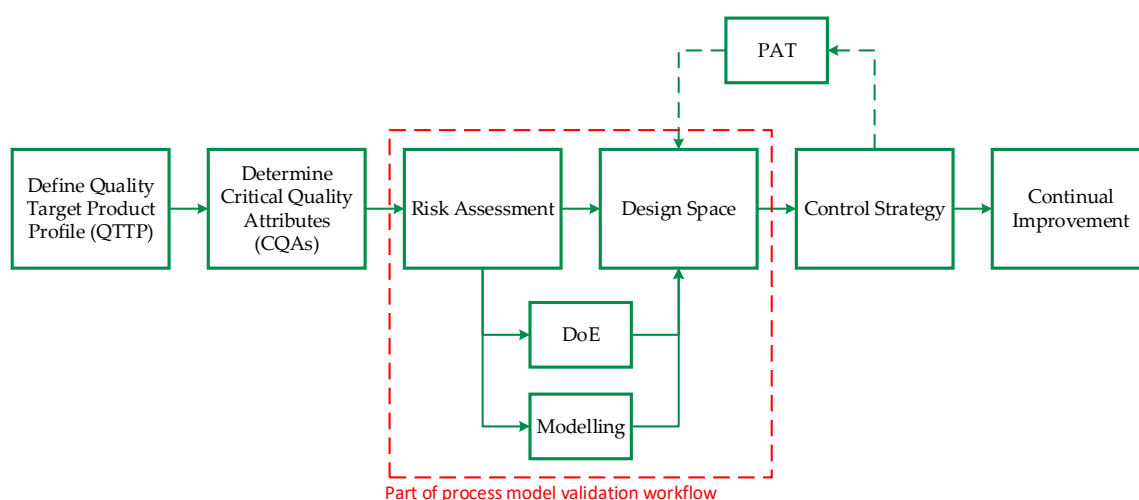 PAT
Define Quality
Target Product
Profile (QTTP)
Determine
Critical Quality
Attributes
(CQAs)
Risk Assessment
Design Space
Control Strategy
Continual
Improvement
DoE
Modelling
Part of process model validation workflow